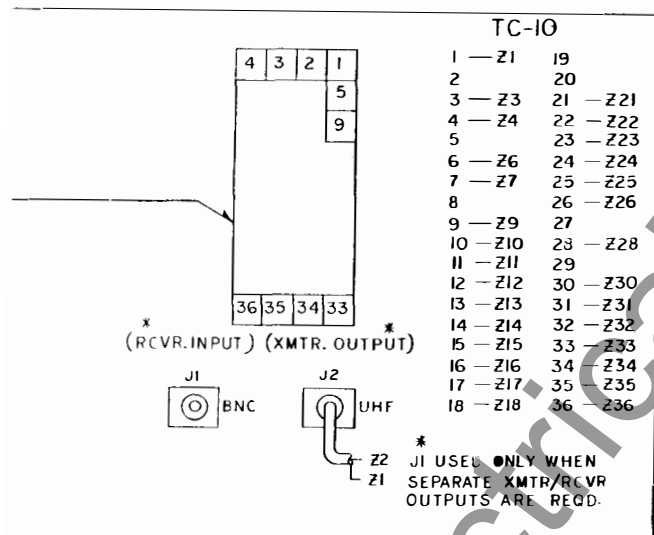 TC-10
4 3 2 1
5
9
36 35 34 33
1 — Z1 19
2 20
3 — Z3 21 — Z21
4 — Z4 22 — Z22
5 23 — Z23
6 — Z6 24 — Z24
7 — Z7 25 — Z25
8 26 — Z26
9 — Z9 27
10 — Z10 28 — Z28
11 — Z11 29
12 — Z12 30 — Z30
13 — Z13 31 — Z31
14 — Z14 32 — Z32
15 — Z15 33 — Z33
16 — Z16 34 — Z34
17 — Z17 35 — Z35
18 — Z18 36 — Z36
* *
(RCVR. INPUT) (XMTR. OUTPUT)
J1 J2
BNC UHF
Z2
Z1
*
J1 USED ONLY WHEN
SEPARATE XMTR/RCVR
OUTPUTS ARE REQD.